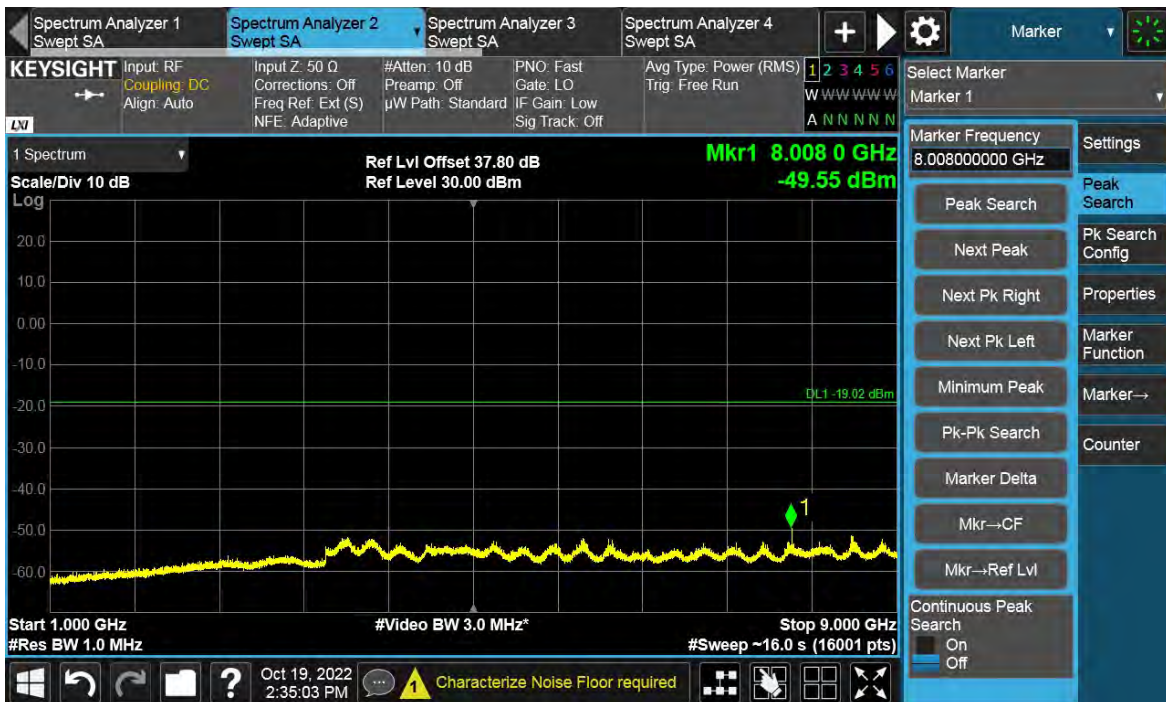 Spectrum Analyzer 1
Swept SA
Spectrum Analyzer 2
Swept SA
Spectrum Analyzer 3
Swept SA
Spectrum Analyzer 4
Swept SA
Marker
KEYSIGHT
LXI
Input: RF
Coupling: DC
Align: Auto
Input Z: 50 Ω
Corrections: Off
Freq Ref: Ext (S)
NFE: Adaptive
#Atten: 10 dB
Preamp: Off
µW Path: Standard
PNO: Fast
Gate: LO
IF Gain: Low
Sig Track: Off
Avg Type: Power (RMS)
Trig: Free Run
1 2 3 4 5 6
W W W W W W
A N N N N N
Select Marker
Marker 1
1 Spectrum
Scale/Div 10 dB
Log
Ref Lvl Offset 37.80 dB
Ref Level 30.00 dBm
Mkr1 8.008 0 GHz
-49.55 dBm
20.0
10.0
0.00
-10.0
-20.0
-30.0
-40.0
-50.0
-60.0
DL1 -19.02 dBm
1
Start 1.000 GHz
#Res BW 1.0 MHz
#Video BW 3.0 MHz*
Stop 9.000 GHz
#Sweep ~16.0 s (16001 pts)
Marker Frequency
8.008000000 GHz
Peak Search
Next Peak
Next Pk Right
Next Pk Left
Minimum Peak
Pk-Pk Search
Marker Delta
Mkr→CF
Mkr→Ref Lvl
Continuous Peak
Search
On
Off
Settings
Peak
Search
Pk Search
Config
Properties
Marker
Function
Marker→
Counter
?
Oct 19, 2022
2:35:03 PM
1
Characterize Noise Floor required